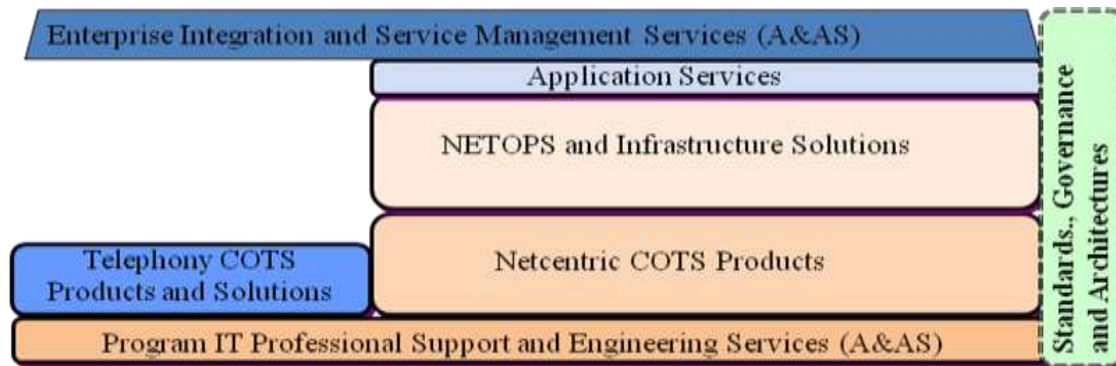 Enterprise Integration and Service Management Services (A&AS)
Application Services
NETOPS and Infrastructure Solutions
Telephony COTS
Products and Solutions
Netcentric COTS Products
Program IT Professional Support and Engineering Services (A&AS)
Standards., Governance
and Architectures